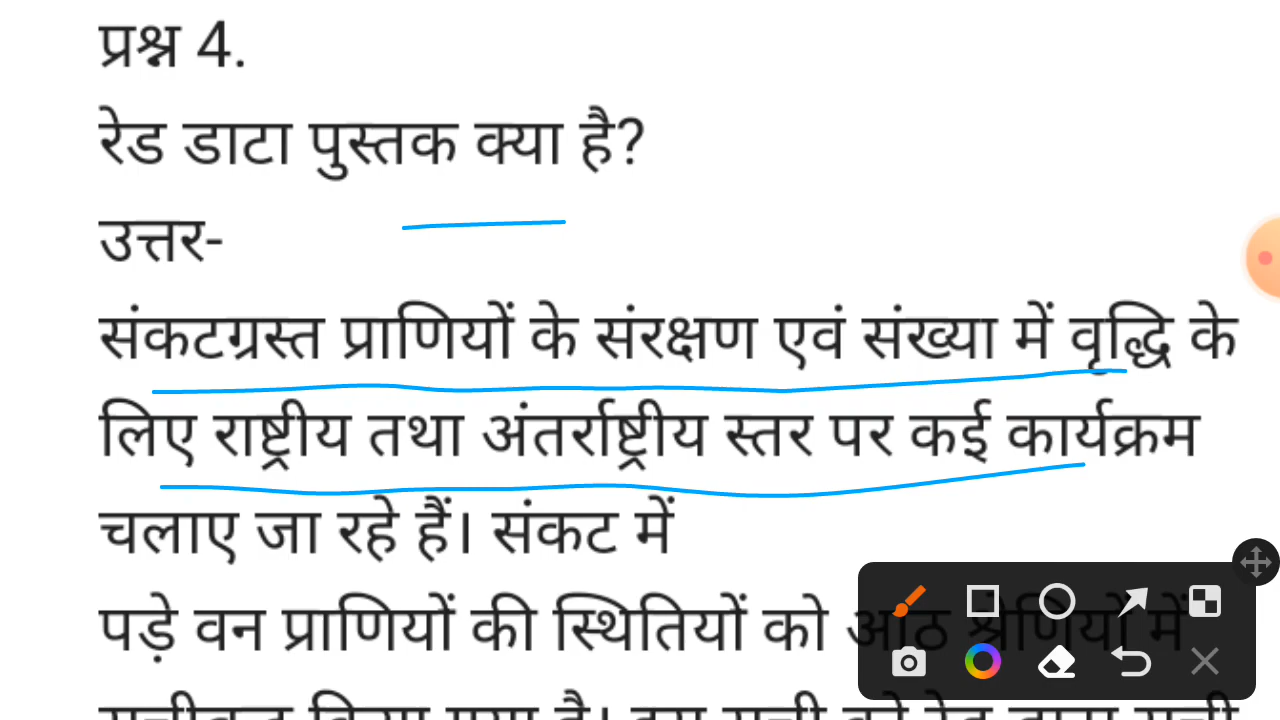 प्रश्न 4.
रेड डाटा पुस्तक क्या है?
उत्तर-
संकटग्रस्त प्राणियों के संरक्षण एवं संख्या में वृद्धि के
लिए राष्ट्रीय तथा अंतर्राष्ट्रीय स्तर पर कई कार्यक्रम
चलाए जा रहे हैं। संकट में
पड़े वन प्राणियों की स्थितियों को आठ श्रेणियों में